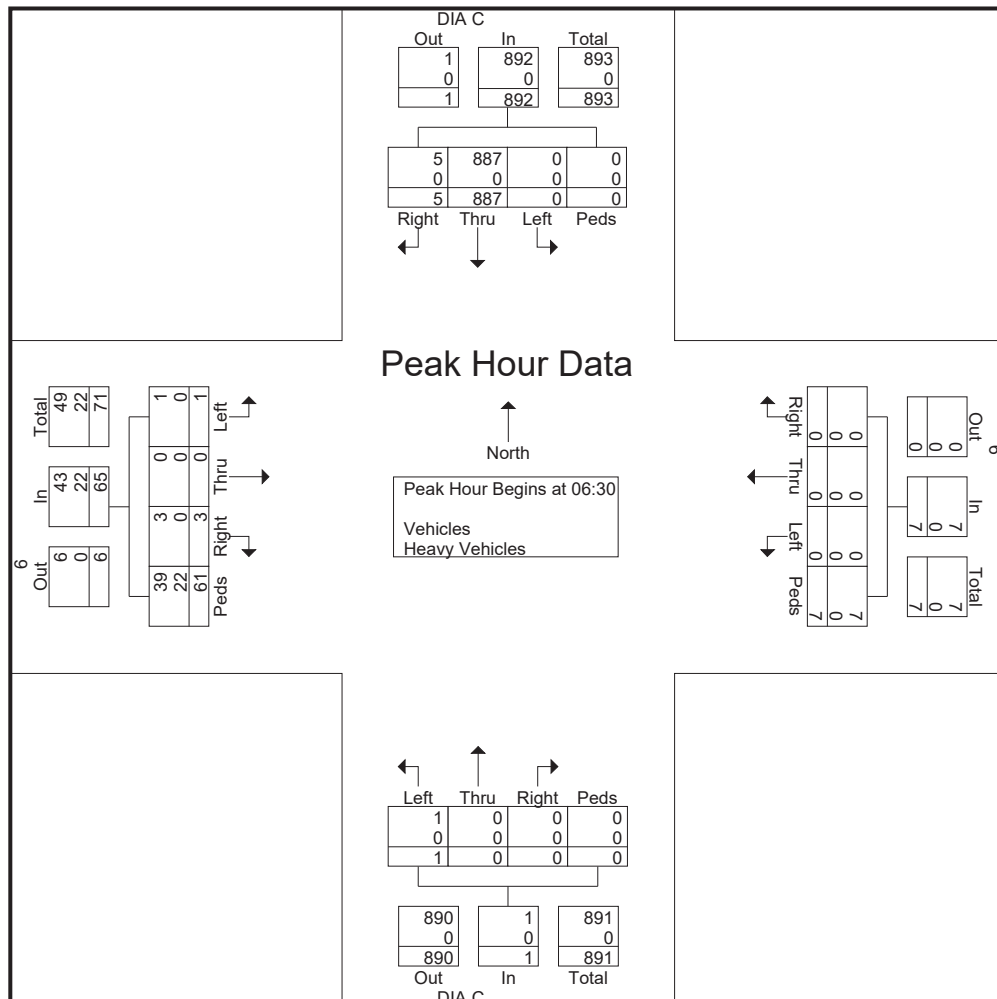 DIA C
Out In Total
1 892 893
0 0 0
1 892 893
5 887 0 0
0 0 0 0
5 887 0 0
Right Thru Left Peds
Peak Hour Data
North
Peak Hour Begins at 06:30
Vehicles
Heavy Vehicles
Total
49
22
71
In
43
22
65
6
Out
6
0
6
Left
1
0
1
Thru
0
0
0
Right
3
0
3
Peds
39
22
61
Right
0
0
0
Thru
0
0
0
Left
0
0
0
Peds
7
0
7
6
Out
0
0
0
In
7
0
7
Total
7
0
7
Left Thru Right Peds
1 0 0 0
0 0 0 0
1 0 0 0
890 1 891
0 0 0
890 1 891
Out In Total
DIA C